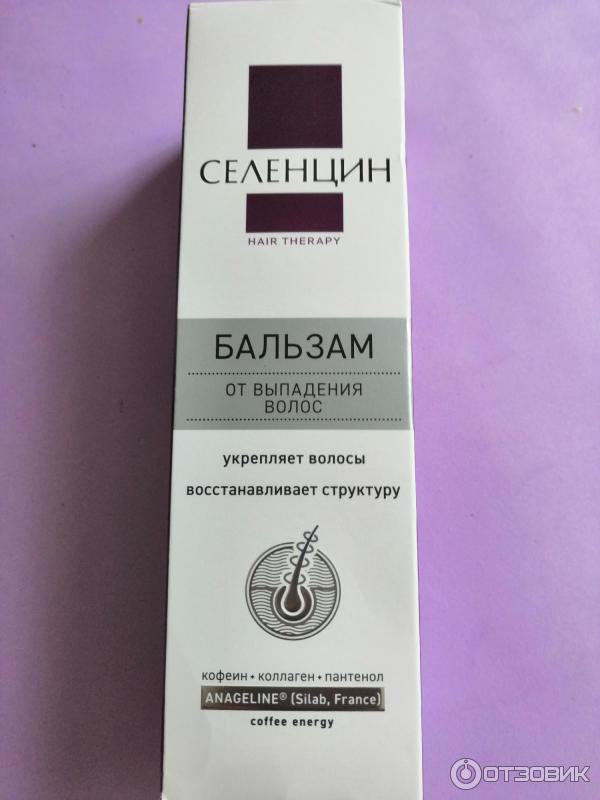 СЕЛЕНЦИН
HAIR THERAPY
БАЛЬЗАМ
ОТ ВЫПАДЕНИЯ
ВОЛОС
укрепляет волосы
восстанавливает структуру
кофеин • коллаген • пантенол
ANAGELINE® (Silab, France)
coffee energy
ОТЗОВИК